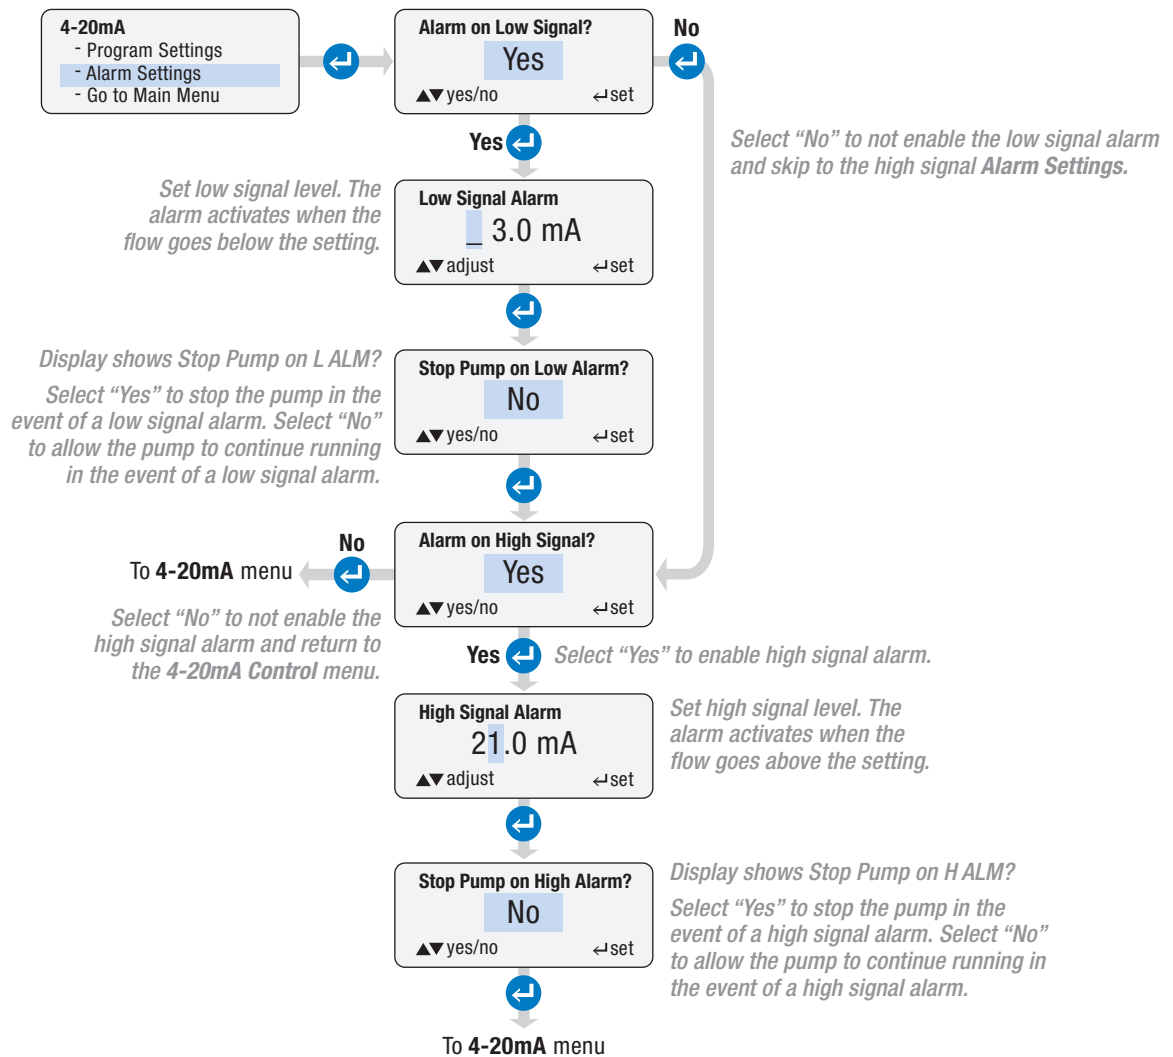 4-20mA
- Program Settings
- Alarm Settings
- Go to Main Menu
Alarm on Low Signal?
Yes
▲▼ yes/no ↵ set
No
Select “No” to not enable the low signal alarm
and skip to the high signal Alarm Settings.
Yes
Set low signal level. The
alarm activates when the
flow goes below the setting.
Low Signal Alarm
_ 3.0 mA
▲▼ adjust ↵ set
Display shows Stop Pump on L ALM?
Select “Yes” to stop the pump in the
event of a low signal alarm. Select “No”
to allow the pump to continue running
in the event of a low signal alarm.
Stop Pump on Low Alarm?
No
▲▼ yes/no ↵ set
Alarm on High Signal?
Yes
▲▼ yes/no ↵ set
No
To 4-20mA menu
Select “No” to not enable the
high signal alarm and return to
the 4-20mA Control menu.
Yes
Select “Yes” to enable high signal alarm.
High Signal Alarm
21.0 mA
▲▼ adjust ↵ set
Set high signal level. The
alarm activates when the
flow goes above the setting.
Stop Pump on High Alarm?
No
▲▼ yes/no ↵ set
Display shows Stop Pump on H ALM?
Select “Yes” to stop the pump in the
event of a high signal alarm. Select “No”
to allow the pump to continue running in
the event of a high signal alarm.
To 4-20mA menu